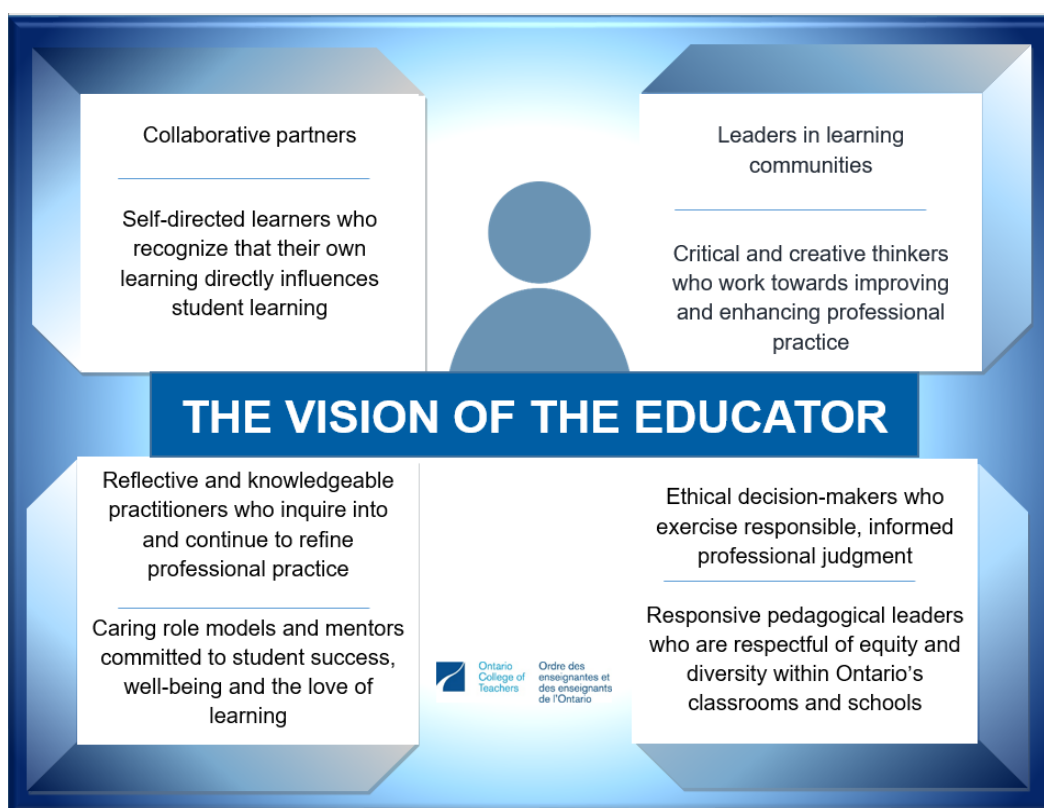 Collaborative partners
Self-directed learners who
recognize that their own
learning directly influences
student learning
Leaders in learning
communities
Critical and creative thinkers
who work towards improving
and enhancing professional
practice
THE VISION OF THE EDUCATOR
Reflective and knowledgeable
practitioners who inquire into
and continue to refine
professional practice
Caring role models and mentors
committed to student success,
well-being and the love of
learning
Ontario
College of
Teachers
Ordre des
enseignantes et
des enseignants
de l'Ontario
Ethical decision-makers who
exercise responsible, informed
professional judgment
Responsive pedagogical leaders
who are respectful of equity and
diversity within Ontario’s
classrooms and schools